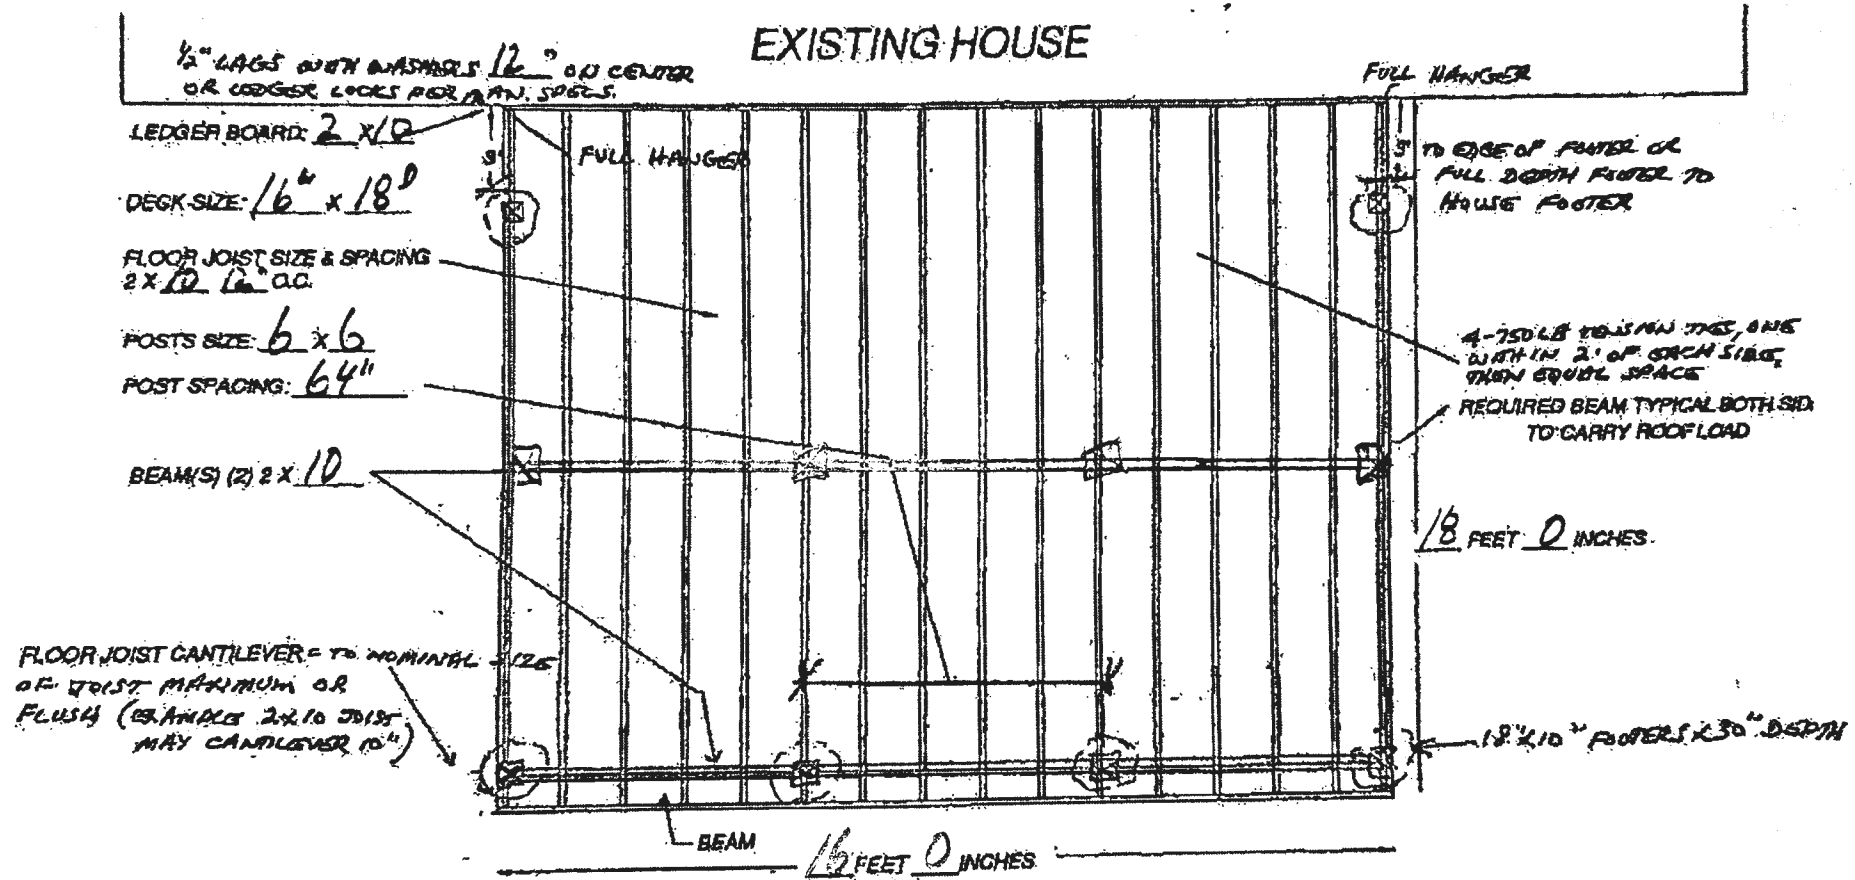 EXISTING HOUSE
1/2" LAGS WITH WASHERS 12" ON CENTER
OR LEDGER LOCKS PER MAN. SPECS.
FULL HANGER
LEDGER BOARD: 2 X 10
FULL HANGER
3' TO EDGE OF FOOTER OR
FULL DEPTH FOOTER TO
HOUSE FOOTER
3'
DECK SIZE: 16W X 18D
FLOOR JOIST SIZE & SPACING
2 X 10 O.C.
POSTS SIZE: 6 X 6
POST SPACING: 64"
4-750 LB TENSION TIES, ONE
WITHIN 2' OF EACH SIDE,
THEN EQUAL SPACE
REQUIRED BEAM TYPICAL BOTH SID
TO CARRY ROOF LOAD
BEAM(S) (2) 2 X 10
18 FEET 0 INCHES
FLOOR JOIST CANTILEVER = TO NOMINAL SIZE
OF JOIST MAXIMUM OR
FLUSH (EXAMPLE 2X10 JOIST
MAY CANTILEVER 10")
18"X10" FOOTERS X 30" DEPTH
BEAM
16 FEET 0 INCHES